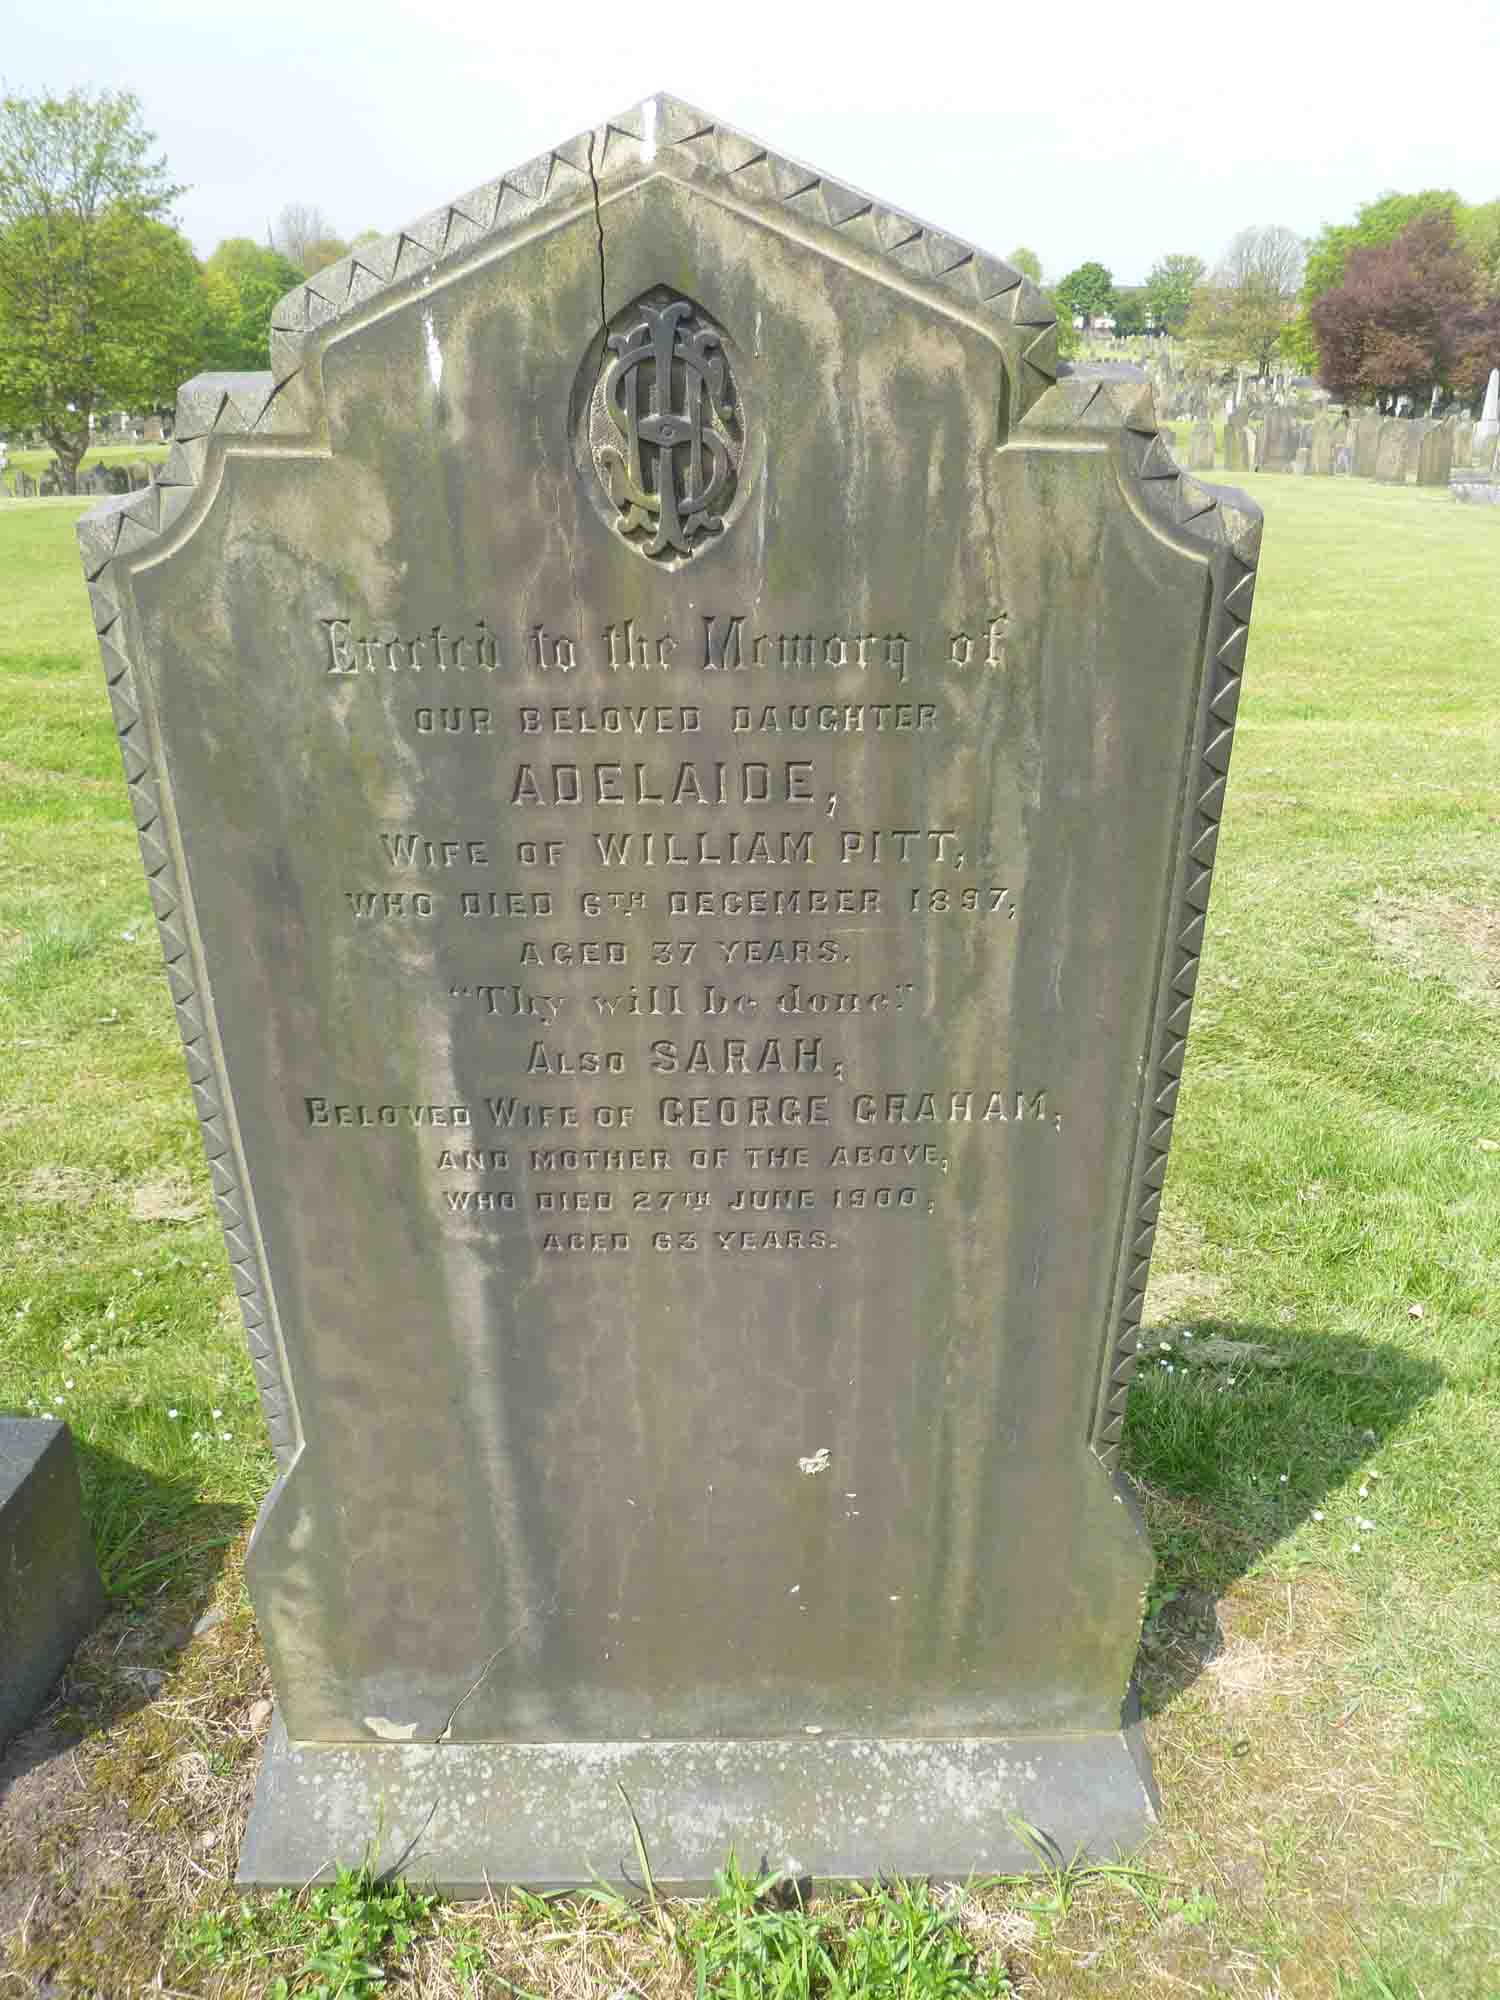 IHS
Erected to the Memory of
OUR BELOVED DAUGHTER
ADELAIDE,
WIFE OF WILLIAM PITT,
WHO DIED 6TH DECEMBER 1897,
AGED 37 YEARS.
"Thy will be done."
ALSO SARAH,
BELOVED WIFE OF GEORGE GRAHAM,
AND MOTHER OF THE ABOVE,
WHO DIED 27TH JUNE 1900,
AGED 63 YEARS.